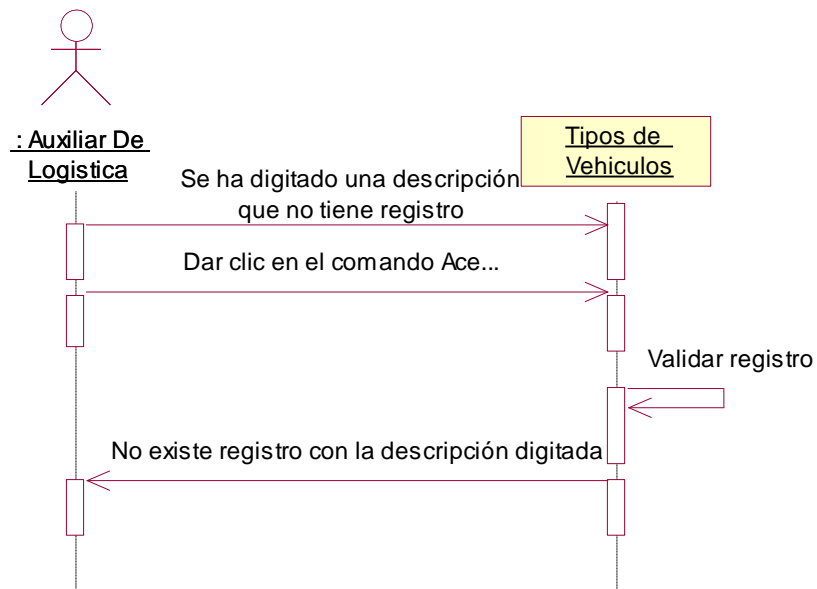 : Auxiliar De
Logistica
Tipos de
Vehiculos
Se ha digitado una descripción
que no tiene registro
Dar clic en el comando Ace...
Validar registro
No existe registro con la descripción digitada